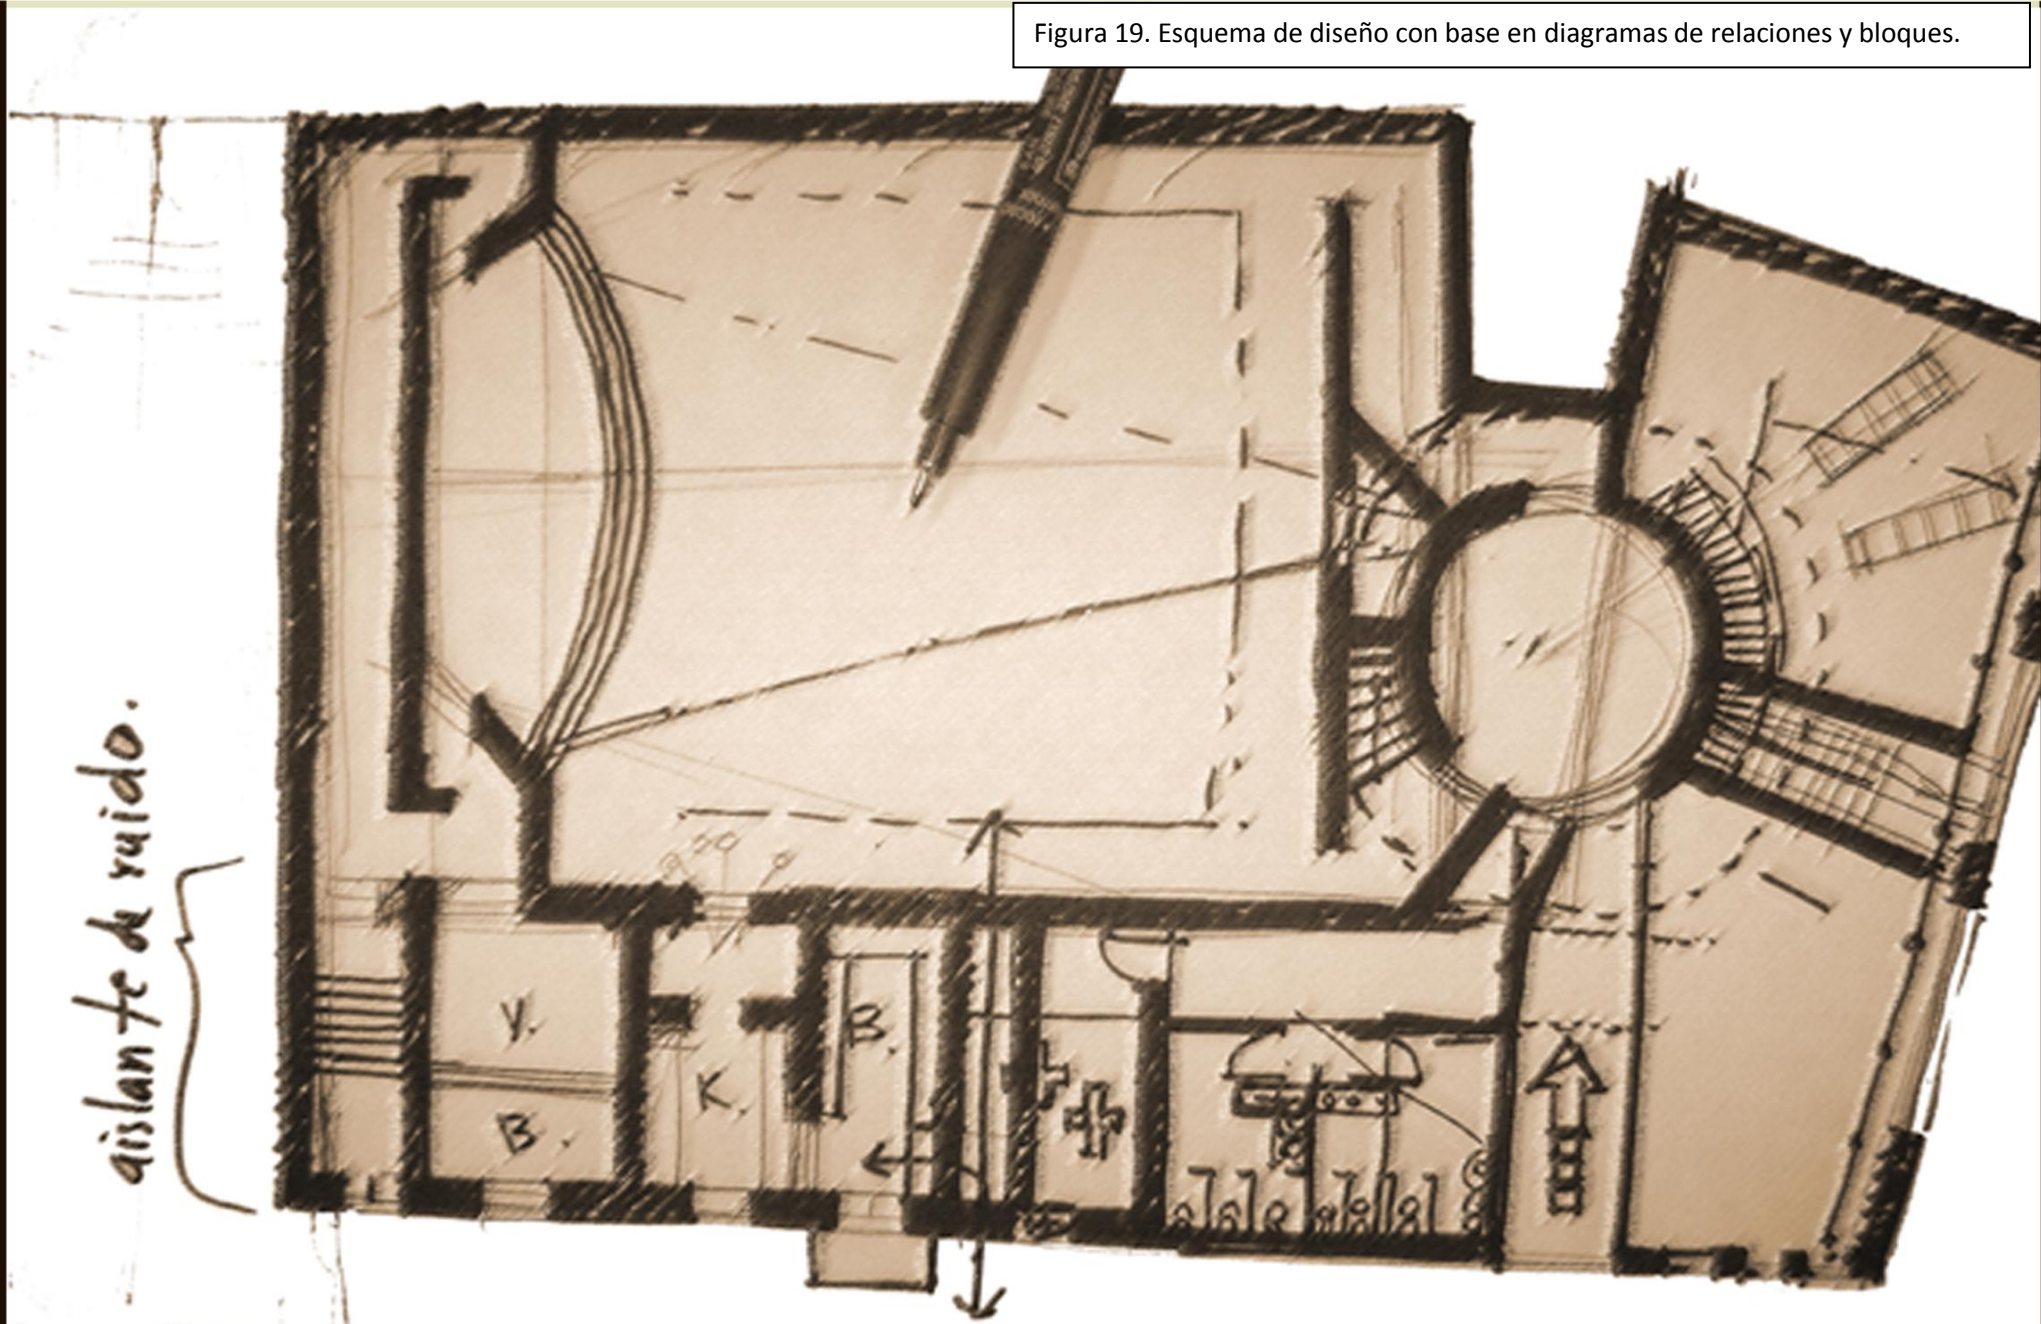 Figura 19. Esquema de diseño con base en diagramas de relaciones y bloques.
aislante de ruido.
V.
B.
K.
B.